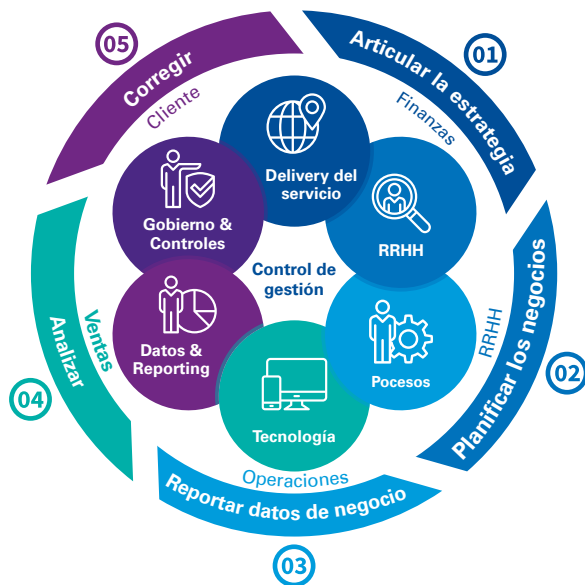 05
Corregir
Cliente
01
Articular la estrategia
Finanzas
Delivery del
servicio
Gobierno &
Controles
RRHH
Control de
gestión
Datos &
Reporting
Pocesos
Tecnología
02
Planificar los negocios
RRHH
04
Analizar
Ventas
Operaciones
Reportar datos de negocio
03